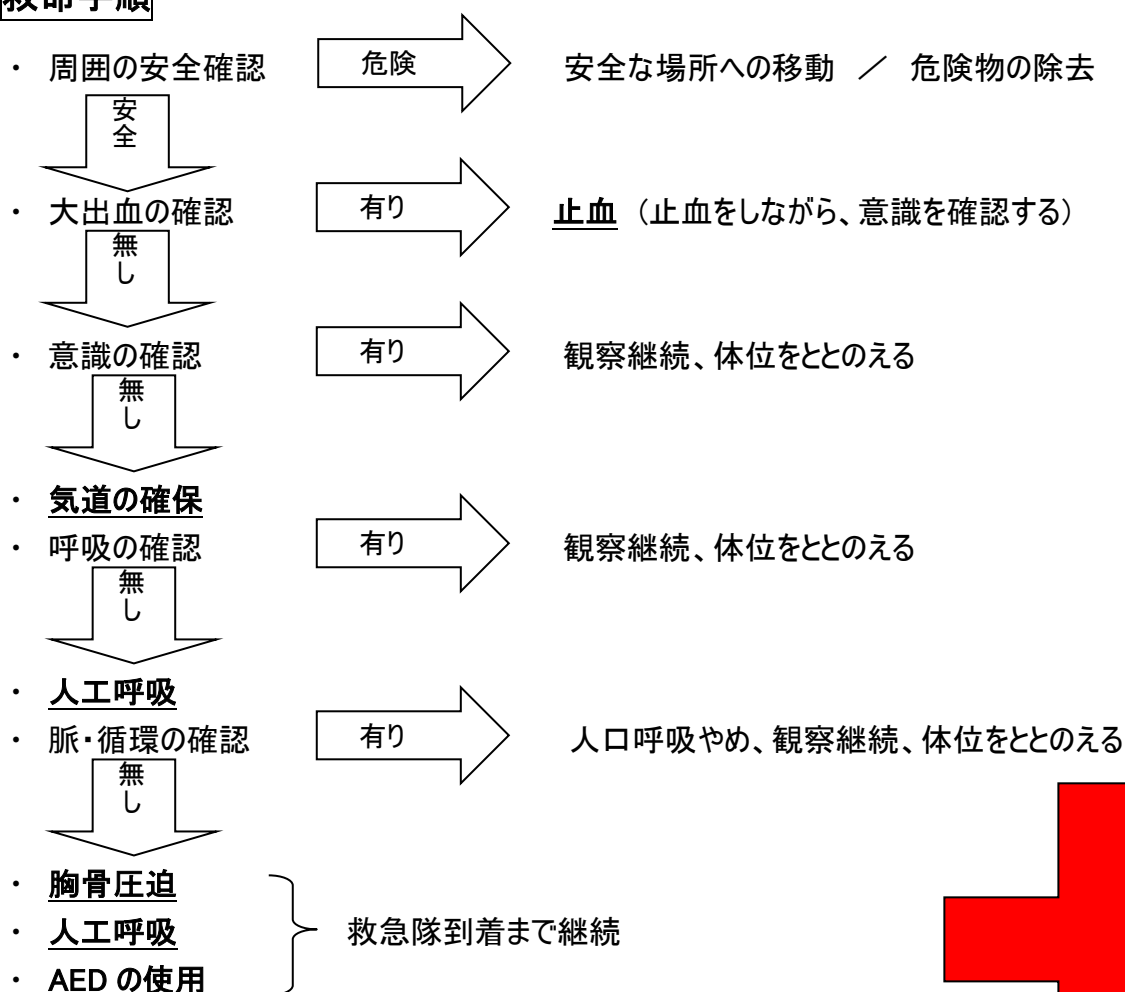 救命手順
・ 周囲の安全確認 危険 安全な場所への移動 ／ 危険物の除去
安全
・ 大出血の確認 有り 止血 （止血をしながら、意識を確認する）
無し
・ 意識の確認 有り 観察継続、体位をととのえる
無し
・ 気道の確保
・ 呼吸の確認 有り 観察継続、体位をととのえる
無し
・ 人工呼吸
・ 脈・循環の確認 有り 人口呼吸やめ、観察継続、体位をととのえる
無し
・ 胸骨圧迫
・ 人工呼吸 救急隊到着まで継続
・ AED の使用